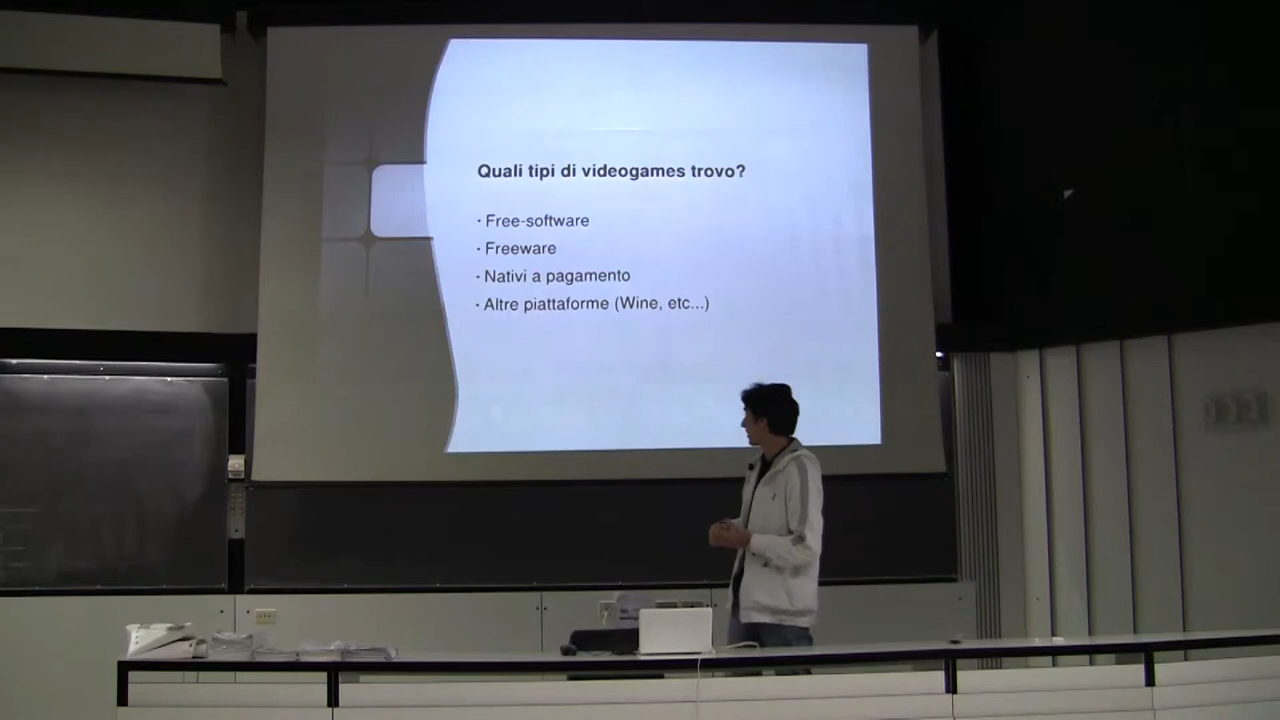 Quali tipi di videogames trovo?
· Free-software
· Freeware
· Nativi a pagamento
· Altre piattaforme (Wine, etc...)